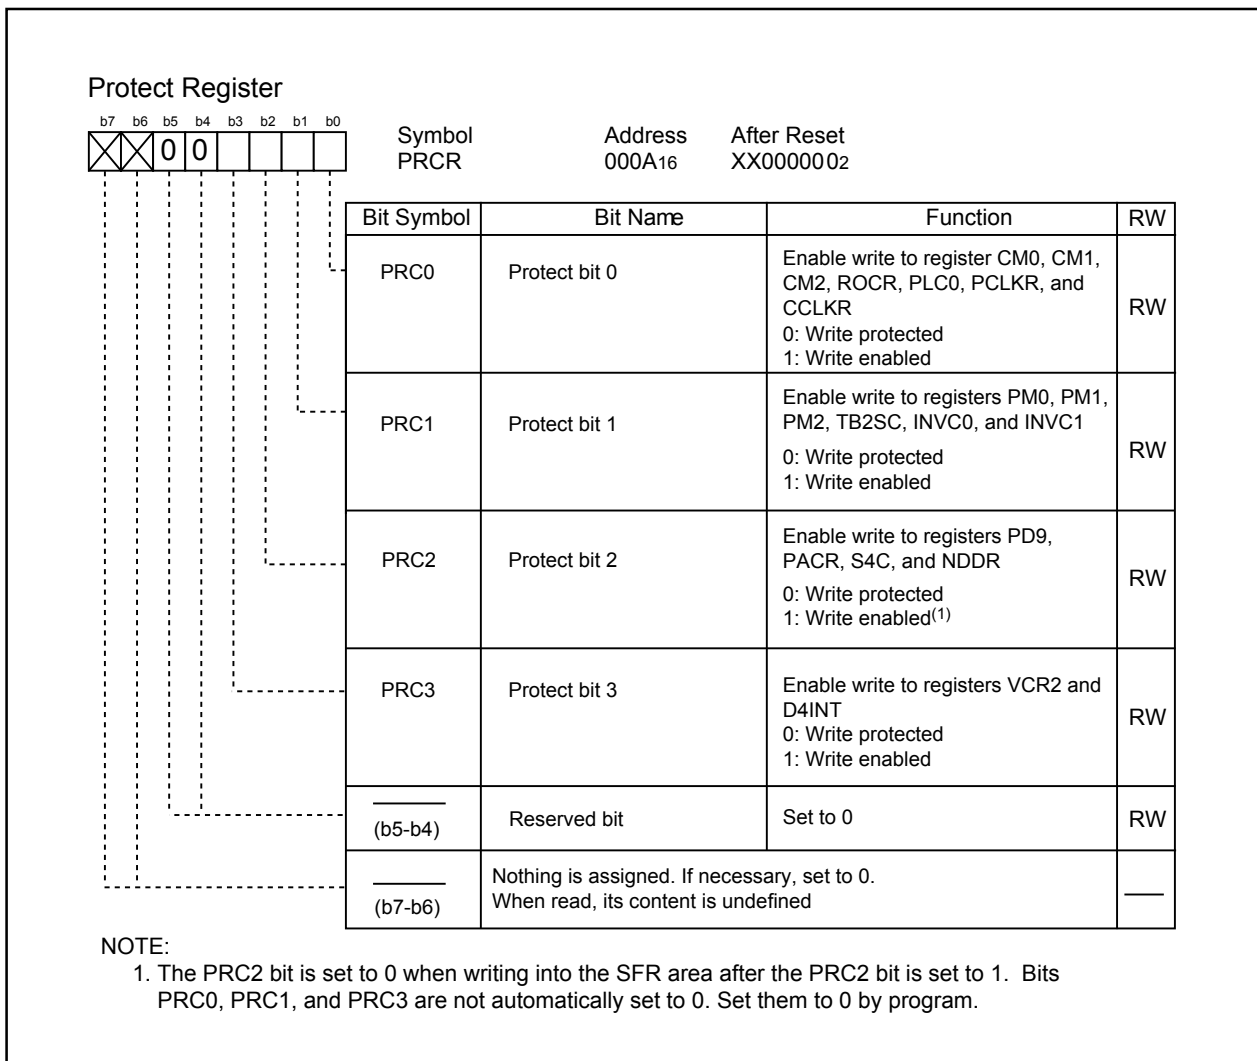 Protect Register
b7 b6 b5 b4 b3 b2 b1 b0
0 0
Symbol Address After Reset
PRCR 000A16 XX0000002
Bit Symbol Bit Name Function RW
PRC0 Protect bit 0 Enable write to register CM0, CM1,
CM2, ROCR, PLC0, PCLKR, and
CCLKR
0: Write protected
1: Write enabled
RW
PRC1 Protect bit 1 Enable write to registers PM0, PM1,
PM2, TB2SC, INVC0, and INVC1
0: Write protected
1: Write enabled
RW
PRC2 Protect bit 2 Enable write to registers PD9,
PACR, S4C, and NDDR
0: Write protected
1: Write enabled(1)
RW
PRC3 Protect bit 3 Enable write to registers VCR2 and
D4INT
0: Write protected
1: Write enabled
RW
(b5-b4) Reserved bit Set to 0 RW
(b7-b6) Nothing is assigned. If necessary, set to 0.
When read, its content is undefined
NOTE:
1. The PRC2 bit is set to 0 when writing into the SFR area after the PRC2 bit is set to 1. Bits
PRC0, PRC1, and PRC3 are not automatically set to 0. Set them to 0 by program.